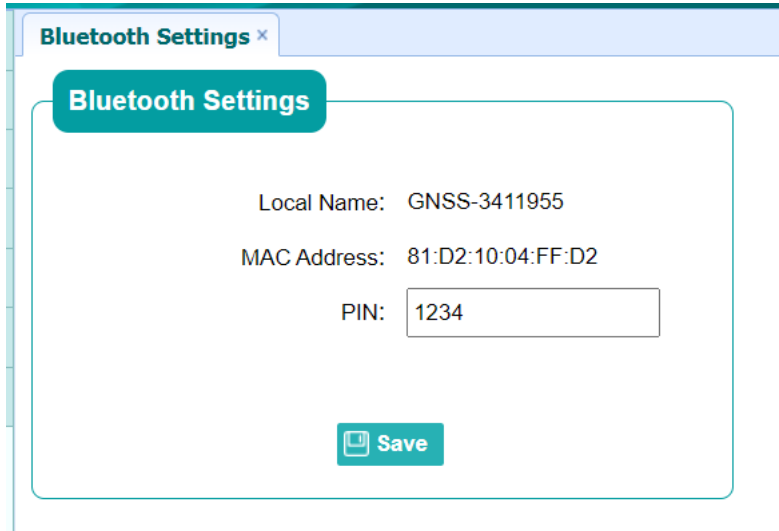 Bluetooth Settings ×
Bluetooth Settings
Local Name: GNSS-3411955
MAC Address: 81:D2:10:04:FF:D2
PIN: 1234
Save